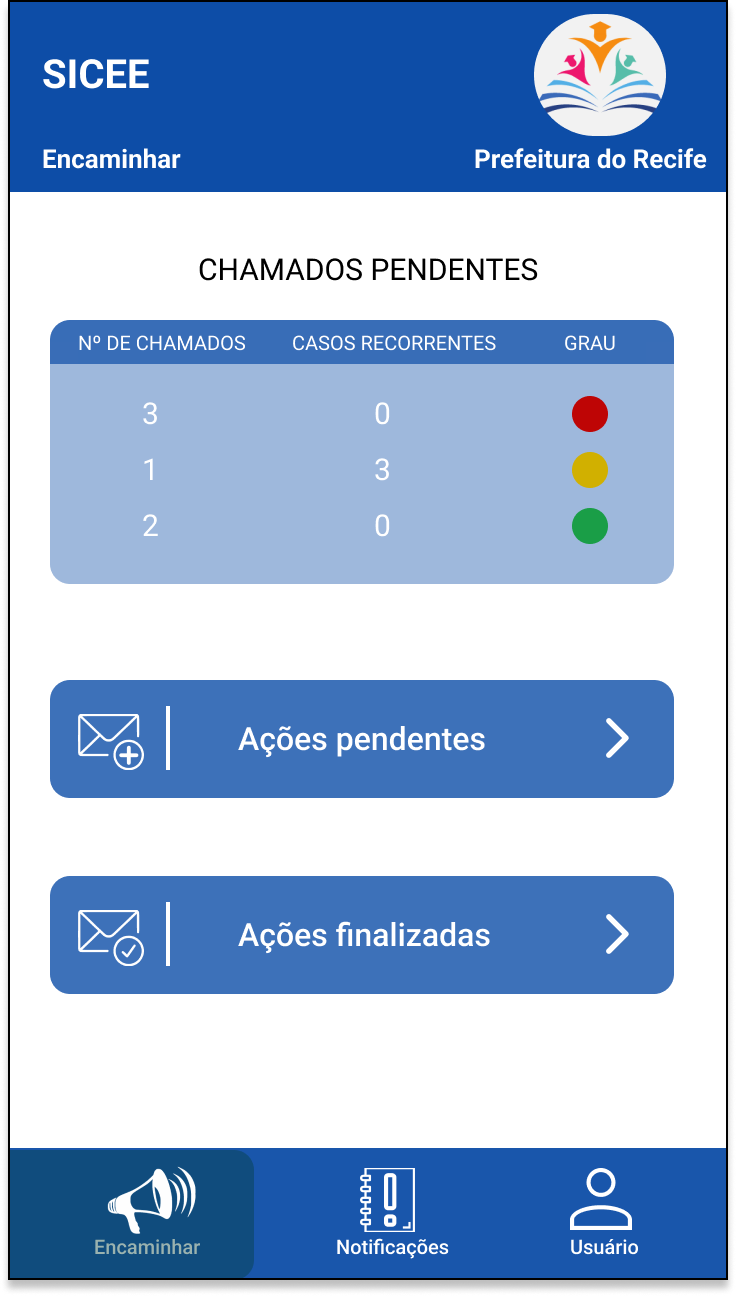 SICEE
Encaminhar
Prefeitura do Recife
CHAMADOS PENDENTES
Nº DE CHAMADOS CASOS RECORRENTES GRAU
3 0
1 3
2 0
Ações pendentes
Ações finalizadas
Encaminhar Notificações Usuário